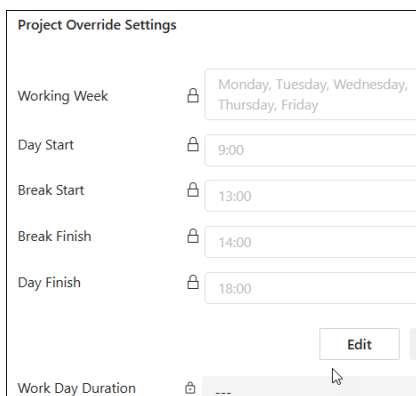 Project Override Settings
Working Week
Monday, Tuesday, Wednesday,
Thursday, Friday
Day Start
9:00
Break Start
13:00
Break Finish
14:00
Day Finish
18:00
Edit
Work Day Duration
---